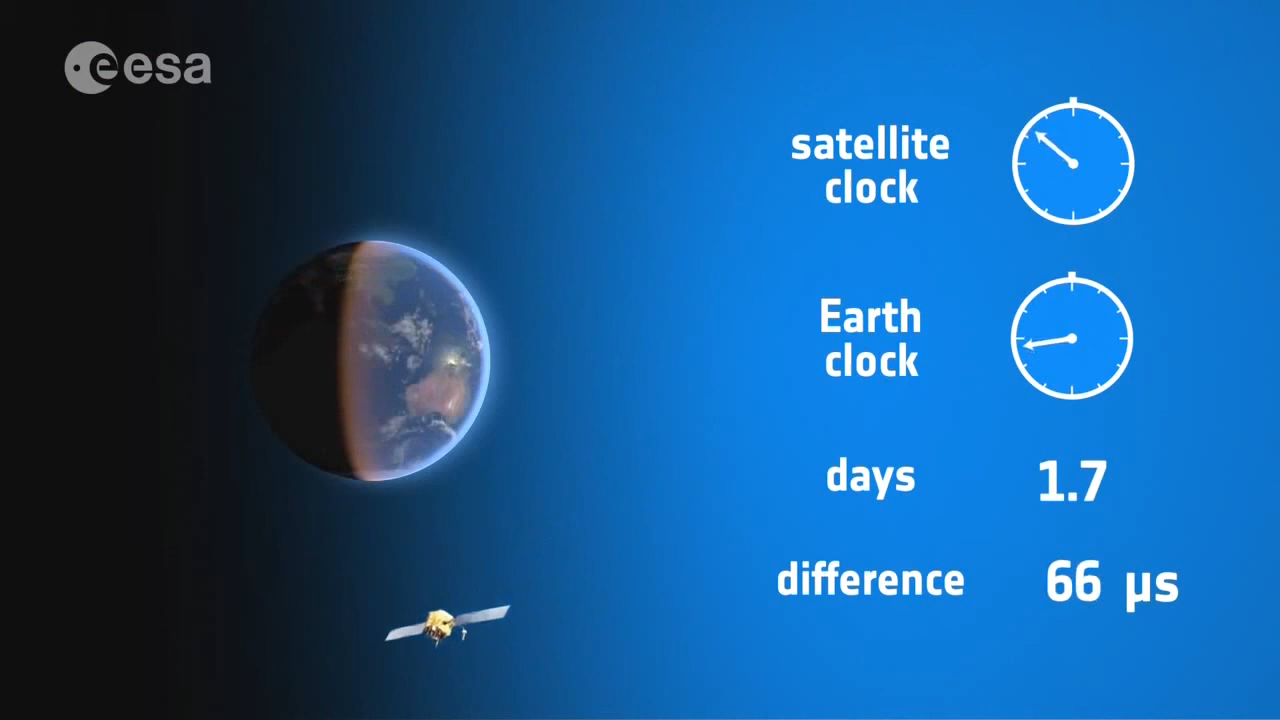 esa
satellite
clock
Earth
clock
days 1.7
difference 66 µs